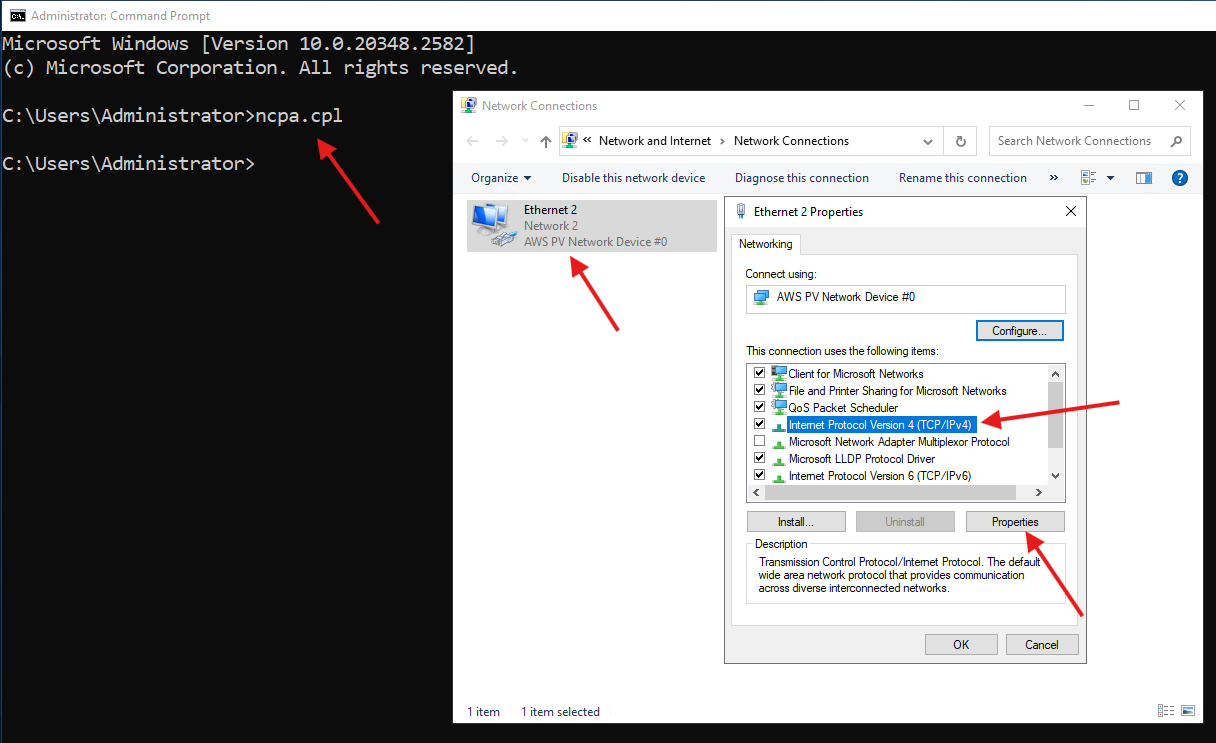 Administrator: Command Prompt
Microsoft Windows [Version 10.0.20348.2582]
(c) Microsoft Corporation. All rights reserved.
C:\Users\Administrator>ncpa.cpl
C:\Users\Administrator>
Network Connections
« Network and Internet > Network Connections
Search Network Connections
Organize
Disable this network device
Diagnose this connection
Rename this connection
»
Ethernet 2
Network 2
AWS PV Network Device #0
Ethernet 2 Properties
Networking
Connect using:
AWS PV Network Device #0
Configure...
This connection uses the following items:
Client for Microsoft Networks
File and Printer Sharing for Microsoft Networks
QoS Packet Scheduler
Internet Protocol Version 4 (TCP/IPv4)
Microsoft Network Adapter Multiplexor Protocol
Microsoft LLDP Protocol Driver
Internet Protocol Version 6 (TCP/IPv6)
Install...
Uninstall
Properties
Description
Transmission Control Protocol/Internet Protocol. The default
wide area network protocol that provides communication
across diverse interconnected networks.
OK
Cancel
1 item
1 item selected